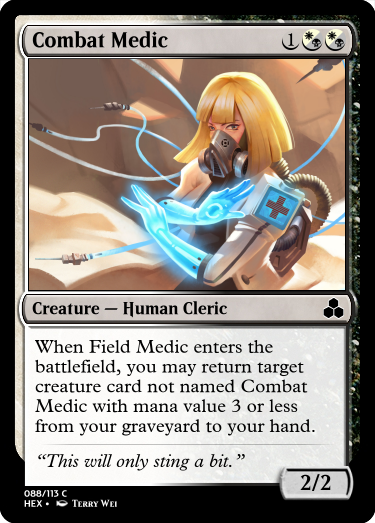 Combat Medic 1
Creature — Human Cleric
When Field Medic enters the
battlefield, you may return target
creature card not named Combat
Medic with mana value 3 or less
from your graveyard to your hand.
“This will only sting a bit.”
2/2
088/113 C
HEX • Terry Wei